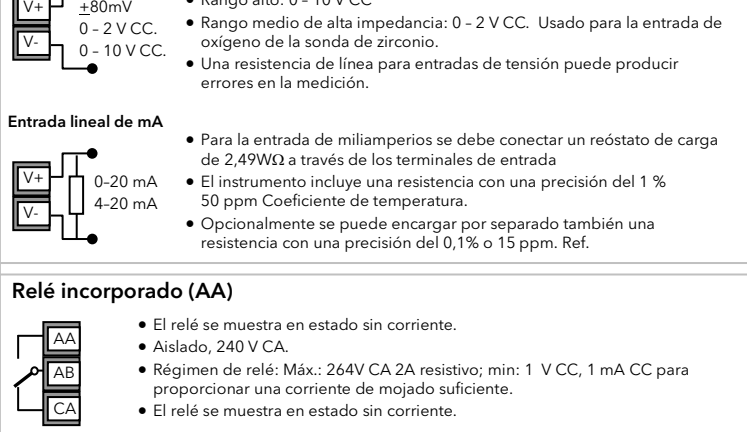 V+
±80mV
0 – 2 V CC.
V-
0 – 10 V CC.
• Rango alto: 0 – 10 V CC
• Rango medio de alta impedancia: 0 – 2 V CC.  Usado para la entrada de
oxígeno de la sonda de zirconio.
• Una resistencia de línea para entradas de tensión puede producir
errores en la medición.
Entrada lineal de mA
V+
V-
0–20 mA
4–20 mA
• Para la entrada de miliamperios se debe conectar un reóstato de carga
de 2,49WΩ a través de los terminales de entrada
• El instrumento incluye una resistencia con una precisión del 1 %
50 ppm Coeficiente de temperatura.
• Opcionalmente se puede encargar por separado también una
resistencia con una precisión del 0,1% o 15 ppm. Ref.
Relé incorporado (AA)
AA
AB
CA
• El relé se muestra en estado sin corriente.
• Aislado, 240 V CA.
• Régimen de relé: Máx.: 264V CA 2A resistivo; min: 1  V CC, 1 mA CC para
proporcionar una corriente de mojado suficiente.
• El relé se muestra en estado sin corriente.